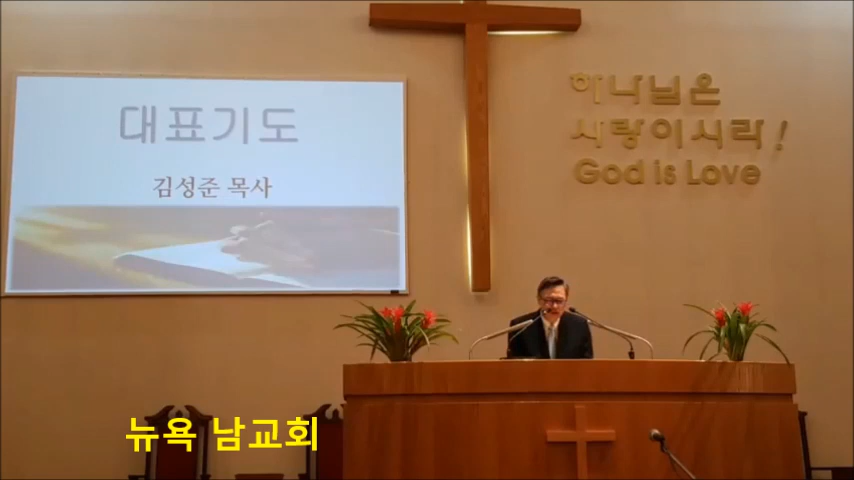 대표기도
김성준 목사
하나님은
사랑이시라!
God is Love
뉴욕 남교회